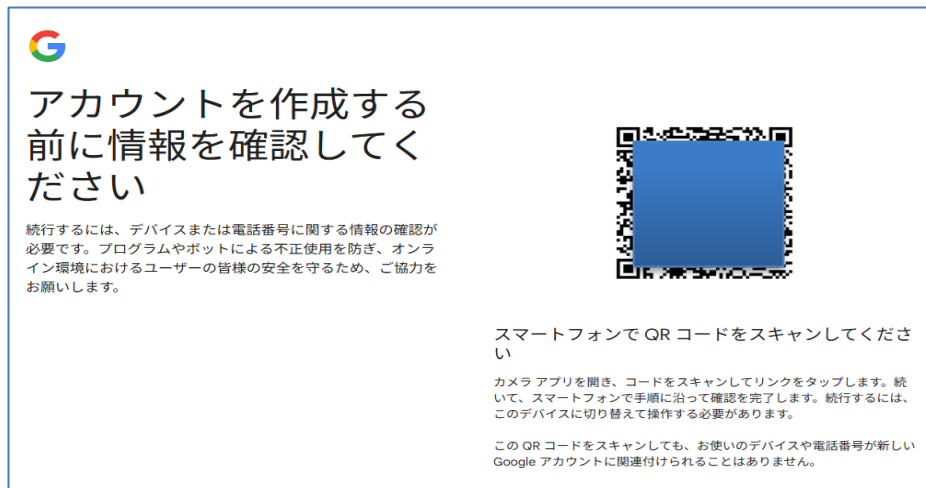 アカウントを作成する
前に情報を確認してく
ださい
続行するには、デバイスまたは電話番号に関する情報の確認が
必要です。プログラムやボットによる不正使用を防ぎ、オンラ
イン環境におけるユーザーの皆様の安全を守るため、ご協力を
お願いします。
スマートフォンで QR コードをスキャンしてくださ
い
カメラ アプリを開き、コードをスキャンしてリンクをタップします。続
いて、スマートフォンで手順に沿って確認を完了します。続行するには、
このデバイスに切り替えて操作する必要があります。
この QR コードをスキャンしても、お使いのデバイスや電話番号が新しい
Google アカウントに関連付けられることはありません。